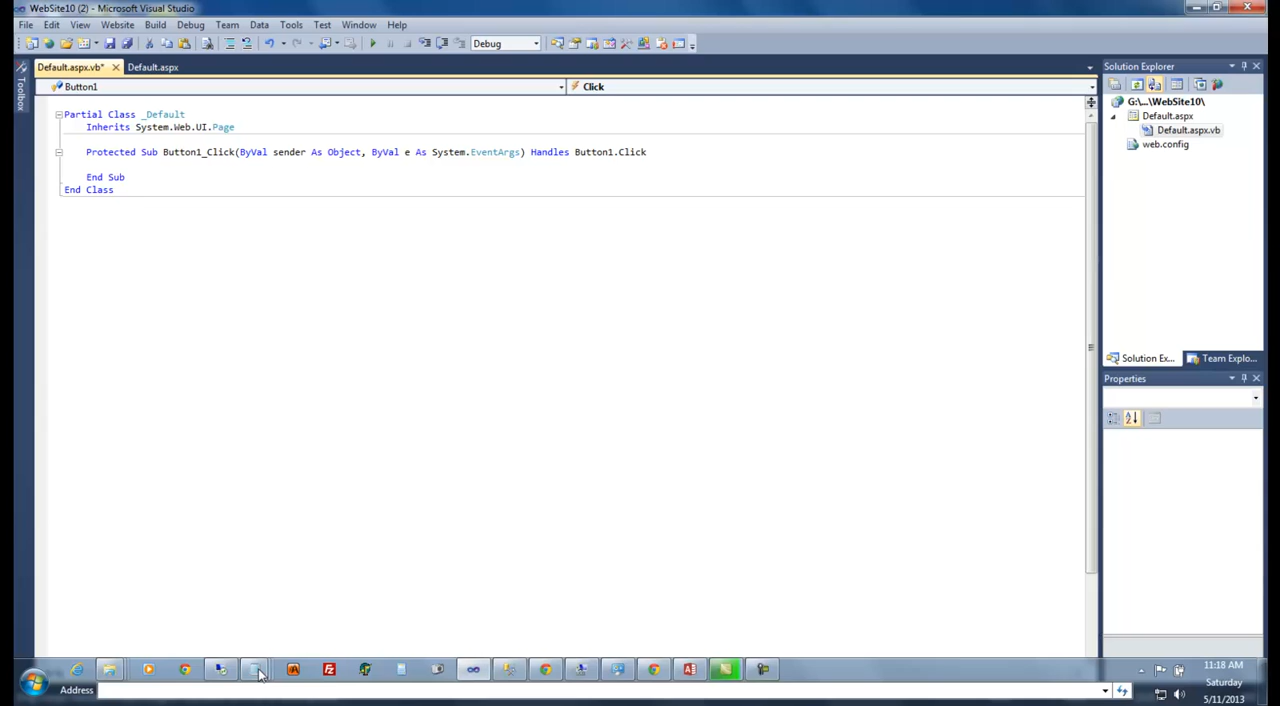 WebSite10 (2) - Microsoft Visual Studio
File Edit View Website Build Debug Team Data Tools Test Window Help
Debug
Default.aspx.vb* Default.aspx
Toolbox
Button1 Click
Partial Class _Default
Inherits System.Web.UI.Page
Protected Sub Button1_Click(ByVal sender As Object, ByVal e As System.EventArgs) Handles Button1.Click
End Sub
End Class
Solution Explorer
G:\...\WebSite10\
Default.aspx
Default.aspx.vb
web.config
Solution Ex... Team Explo...
Properties
Address
11:18 AM
Saturday
5/11/2013